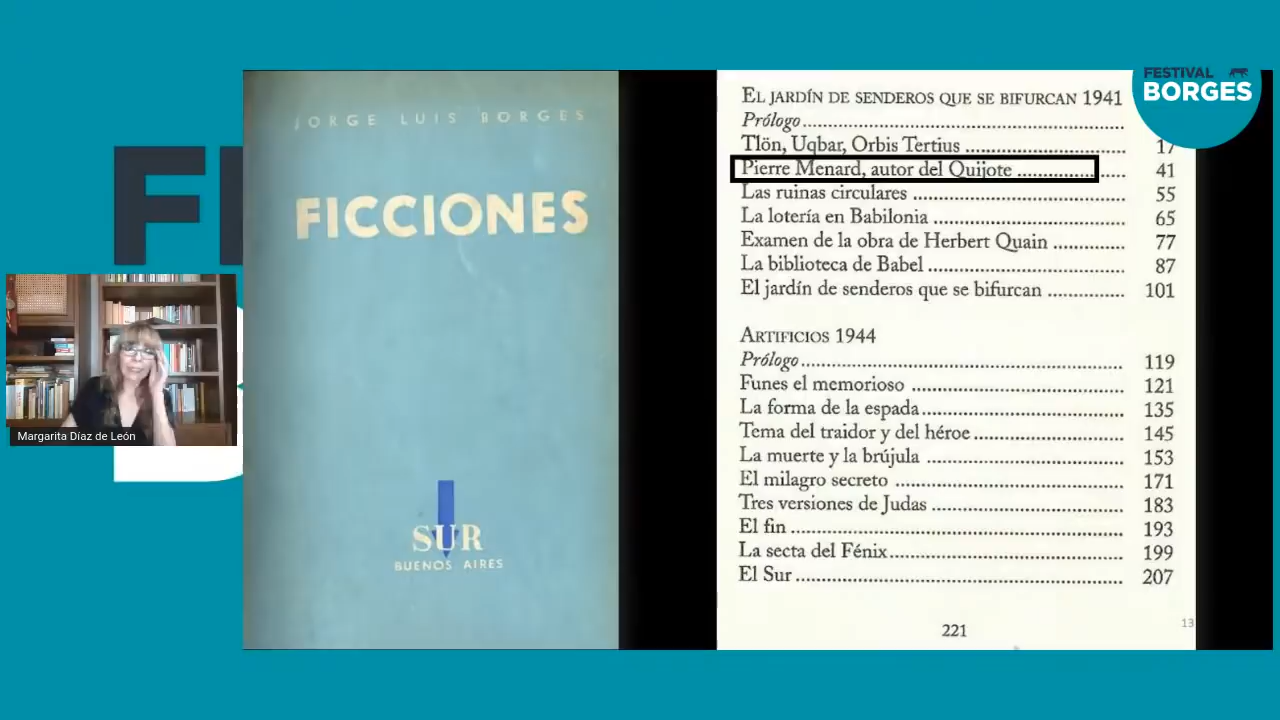 FESTIVAL
BORGES
JORGE LUIS BORGES
FICCIONES
SUR
BUENOS AIRES
EL JARDÍN DE SENDEROS QUE SE BIFURCAN 1941
Prólogo
Tlön, Uqbar, Orbis Tertius 17
Pierre Menard, autor del Quijote 41
Las ruinas circulares 55
La lotería en Babilonia 65
Examen de la obra de Herbert Quain 77
La biblioteca de Babel 87
El jardín de senderos que se bifurcan 101
ARTIFICIOS 1944
Prólogo 119
Funes el memorioso 121
La forma de la espada 135
Tema del traidor y del héroe 145
La muerte y la brújula 153
El milagro secreto 171
Tres versiones de Judas 183
El fin 193
La secta del Fénix 199
El Sur 207
221
13
Margarita Díaz de León